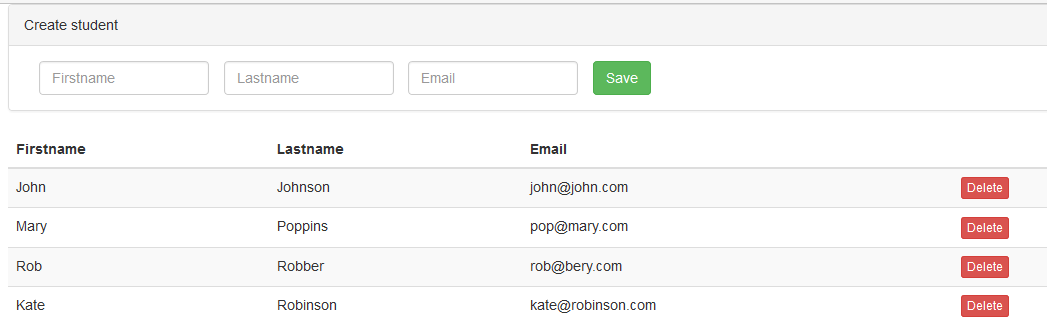 Create student
Firstname Lastname Email Save
Firstname Lastname Email
John Johnson john@john.com Delete
Mary Poppins pop@mary.com Delete
Rob Robber rob@bery.com Delete
Kate Robinson kate@robinson.com Delete